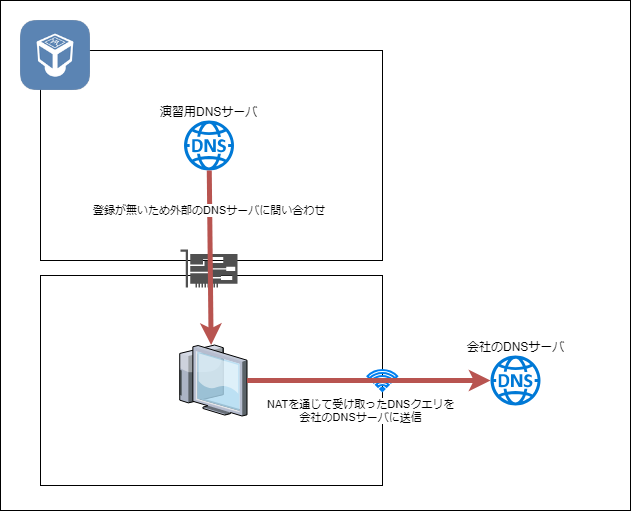 演習用DNSサーバ
DNS
登録が無いため外部のDNSサーバに問い合わせ
会社のDNSサーバ
DNS
NATを通じて受け取ったDNSクエリを
会社のDNSサーバに送信